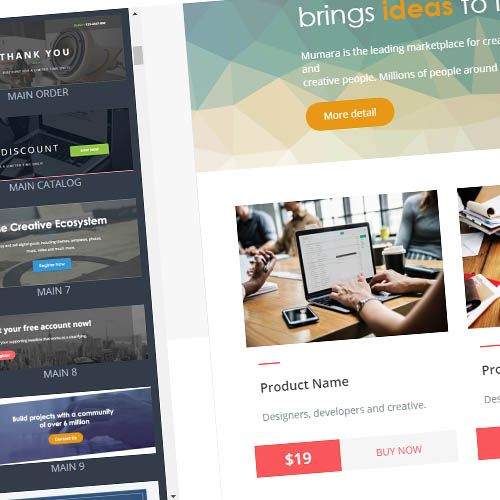 THANK YOU
MAIN ORDER
DISCOUNT
SHOP NOW
MAIN CATALOG
e Creative Ecosystem
Register Now
MAIN 7
t your free account now!
MAIN 8
Build projects with a community
of over 6 million
Contact Us
MAIN 9
brings ideas to
Mumara is the leading marketplace for crea
and
creative people. Millions of people around
More detail
Product Name
Designers, developers and creative.
$19
BUY NOW
Pro
Des